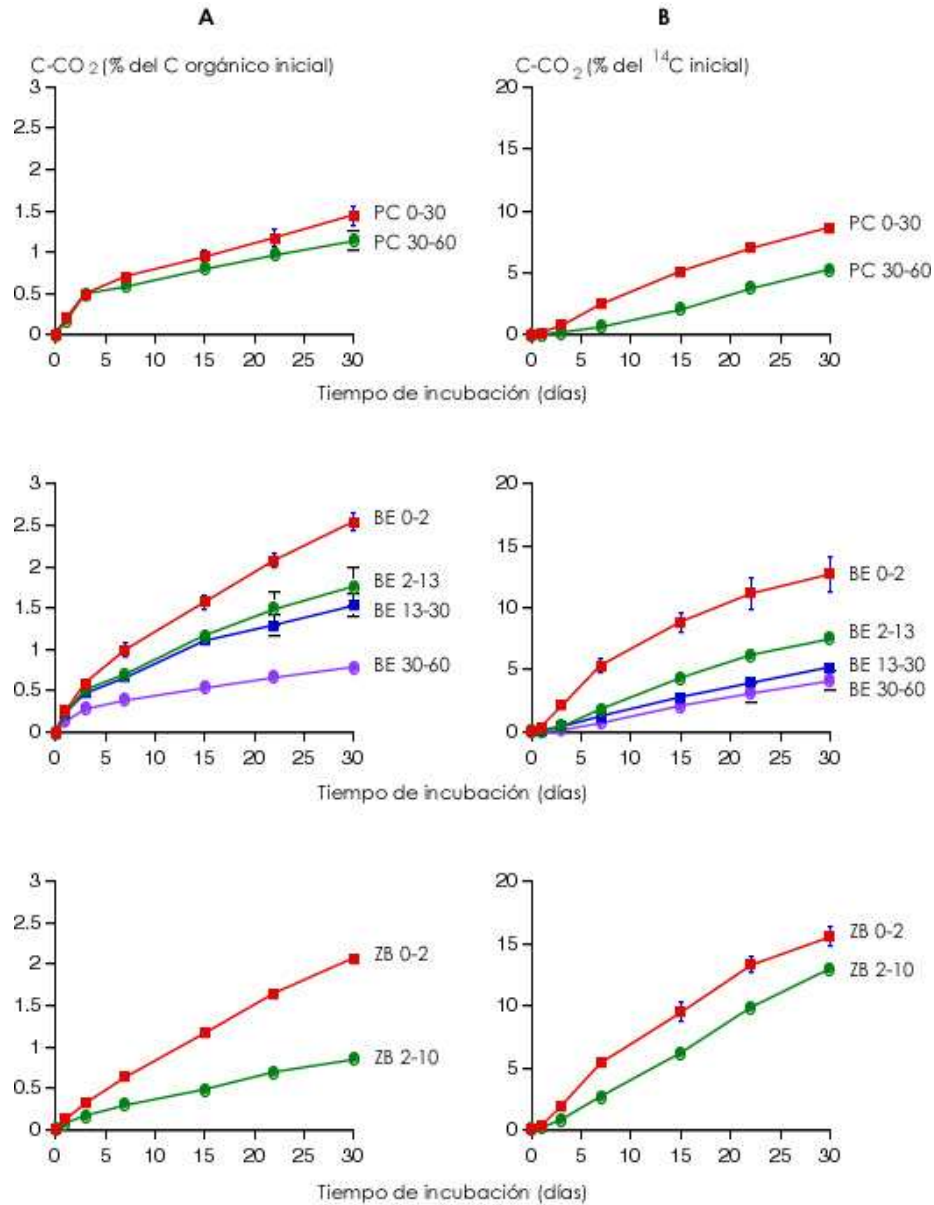 A
B
C-CO2 (% del C orgánico inicial)
C-CO2 (% del 14C inicial)
3
2.5
2
1.5
1
0.5
0
PC 0-30
PC 30-60
0 5 10 15 20 25 30
20
15
10
5
0
PC 0-30
PC 30-60
0 5 10 15 20 25 30
Tiempo de incubación (días)
3
2.5
2
1.5
1
0.5
0
BE 0-2
BE 2-13
BE 13-30
BE 30-60
0 5 10 15 20 25 30
20
15
10
5
0
BE 0-2
BE 2-13
BE 13-30
BE 30-60
0 5 10 15 20 25 30
Tiempo de incubación (días)
3
2.5
2
1.5
1
0.5
0
ZB 0-2
ZB 2-10
0 5 10 15 20 25 30
20
15
10
5
0
ZB 0-2
ZB 2-10
0 5 10 15 20 25 30
Tiempo de incubación (días)